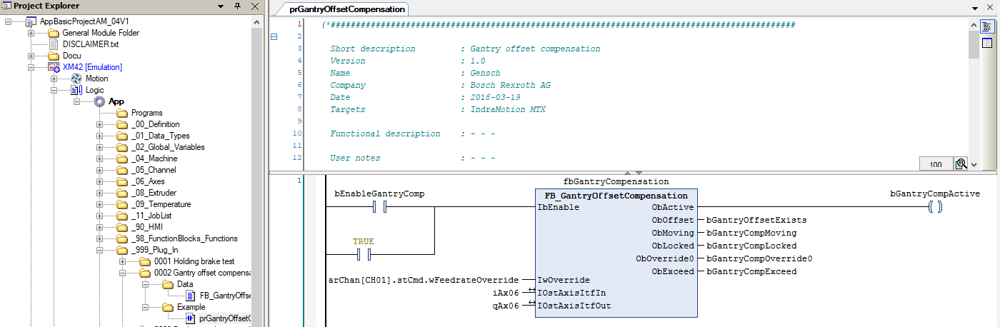 Project Explorer
AppBasicProjectAM_04V1
General Module Folder
DISCLAIMER.txt
Docu
XM42 [Emulation]
Motion
Logic
App
Programs
_00_Definition
_01_Data_Types
_02_Global_Variables
_04_Machine
_05_Channel
_06_Axes
_08_Extruder
_09_Temperature
_11_JobList
_90_HMI
_98_FunctionBlocks_Functions
_999_Plug_In
0001 Holding brake test
0002 Gantry offset compensa
Data
FB_GantryOffse
Example
prGantryOffsetC
prGantryOffsetCompensation
1 (*#############################################################################################
2
3 Short description : Gantry offset compensation
4 Version : 1.0
5 Name : Gensch
6 Company : Bosch Rexroth AG
7 Date : 2018-03-19
8 Targets : IndraMotion MTX
9
10 Functional description : - - -
11
12 User notes : - - -
100
1
fbGantryCompensation
bEnableGantryComp FB_GantryOffsetCompensation bGantryCompActive
IbEnable ObActive
ObOffset bGantryOffsetExists
ObMoving bGantryCompMoving
TRUE ObLocked bGantryCompLocked
ObOverride0 bGantryCompOverride0
ObExceed bGantryCompExceed
arChan[CH01].stCmd.wFeedrateOverride IwOverride
iAx06 IOstAxisItfIn
qAx06 IOstAxisItfOut